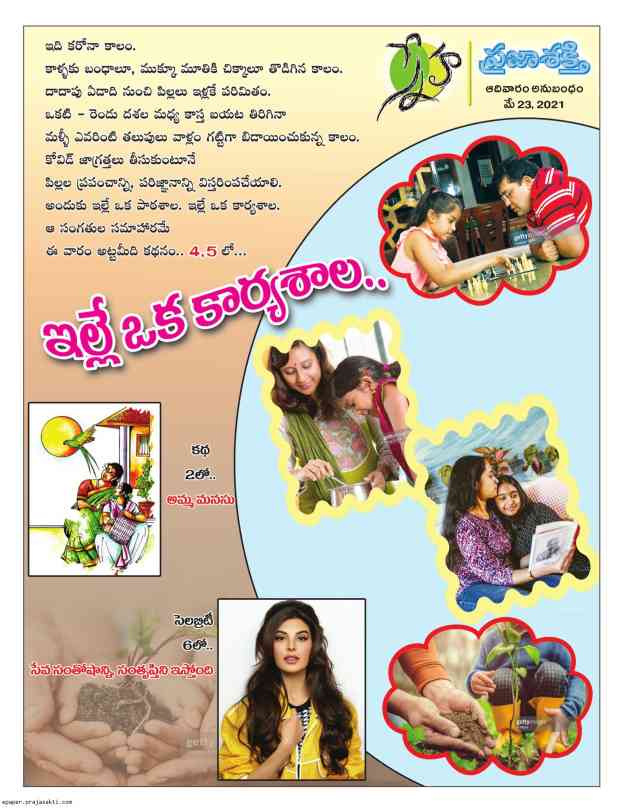 ఇది కరోనా కాలం.
కాళ్ళకు బంధాలూ, ముక్కూ మూతికి చిక్కాలూ తొడిగిన కాలం.
దాదాపు ఏడాది నుంచి పిల్లలు ఇళ్లకే పరిమితం.
ఒకటి - రెండు దశల మధ్య కాస్త బయట తిరిగినా
మళ్ళీ ఎవరింటి తలుపులు వాళ్లం గట్టిగా బిడాయించుకున్న కాలం.
కోవిడ్ జాగ్రత్తలు తీసుకుంటూనే
పిల్లల ప్రపంచాన్ని, పరిజ్ఞానాన్ని విస్తరింపచేయాలి.
అందుకు ఇల్లే ఒక పాఠశాల. ఇల్లే ఒక కార్యశాల.
ఆ సంగతుల సమాహారమే
ఈ వారం అట్టమీది కథనం.. 4,5 లో...
స్నేహ
ప్రజాశక్తి
ఆదివారం అనుబంధం
మే 23, 2021
ఇల్లే ఒక కార్యశాల..
కథ
2లో..
అమ్మ మనసు
సెలబ్రిటీ
6లో..
సేవ సంతోషాన్ని, సంతృప్తిని ఇస్తోంది
epaper.prajasakti.com